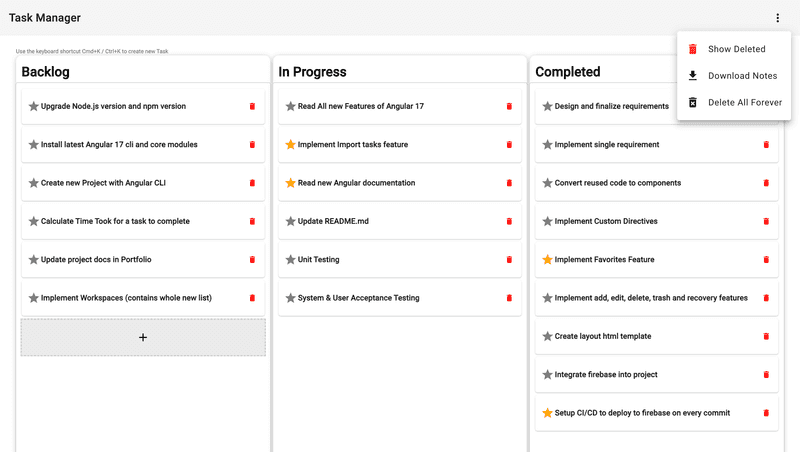 Task Manager
Use the keyboard shortcut Cmd+K / Ctrl+K to create new Task
Show Deleted
Download Notes
Delete All Forever
Backlog
Upgrade Node.js version and npm version
Install latest Angular 17 cli and core modules
Create new Project with Angular CLI
Calculate Time Took for a task to complete
Update project docs in Portfolio
Implement Workspaces (contains whole new list)
+
In Progress
Read All new Features of Angular 17
Implement Import tasks feature
Read new Angular documentation
Update README.md
Unit Testing
System & User Acceptance Testing
Completed
Design and finalize requirements
Implement single requirement
Convert reused code to components
Implement Custom Directives
Implement Favorites Feature
Implement add, edit, delete, trash and recovery features
Create layout html template
Integrate firebase into project
Setup CI/CD to deploy to firebase on every commit